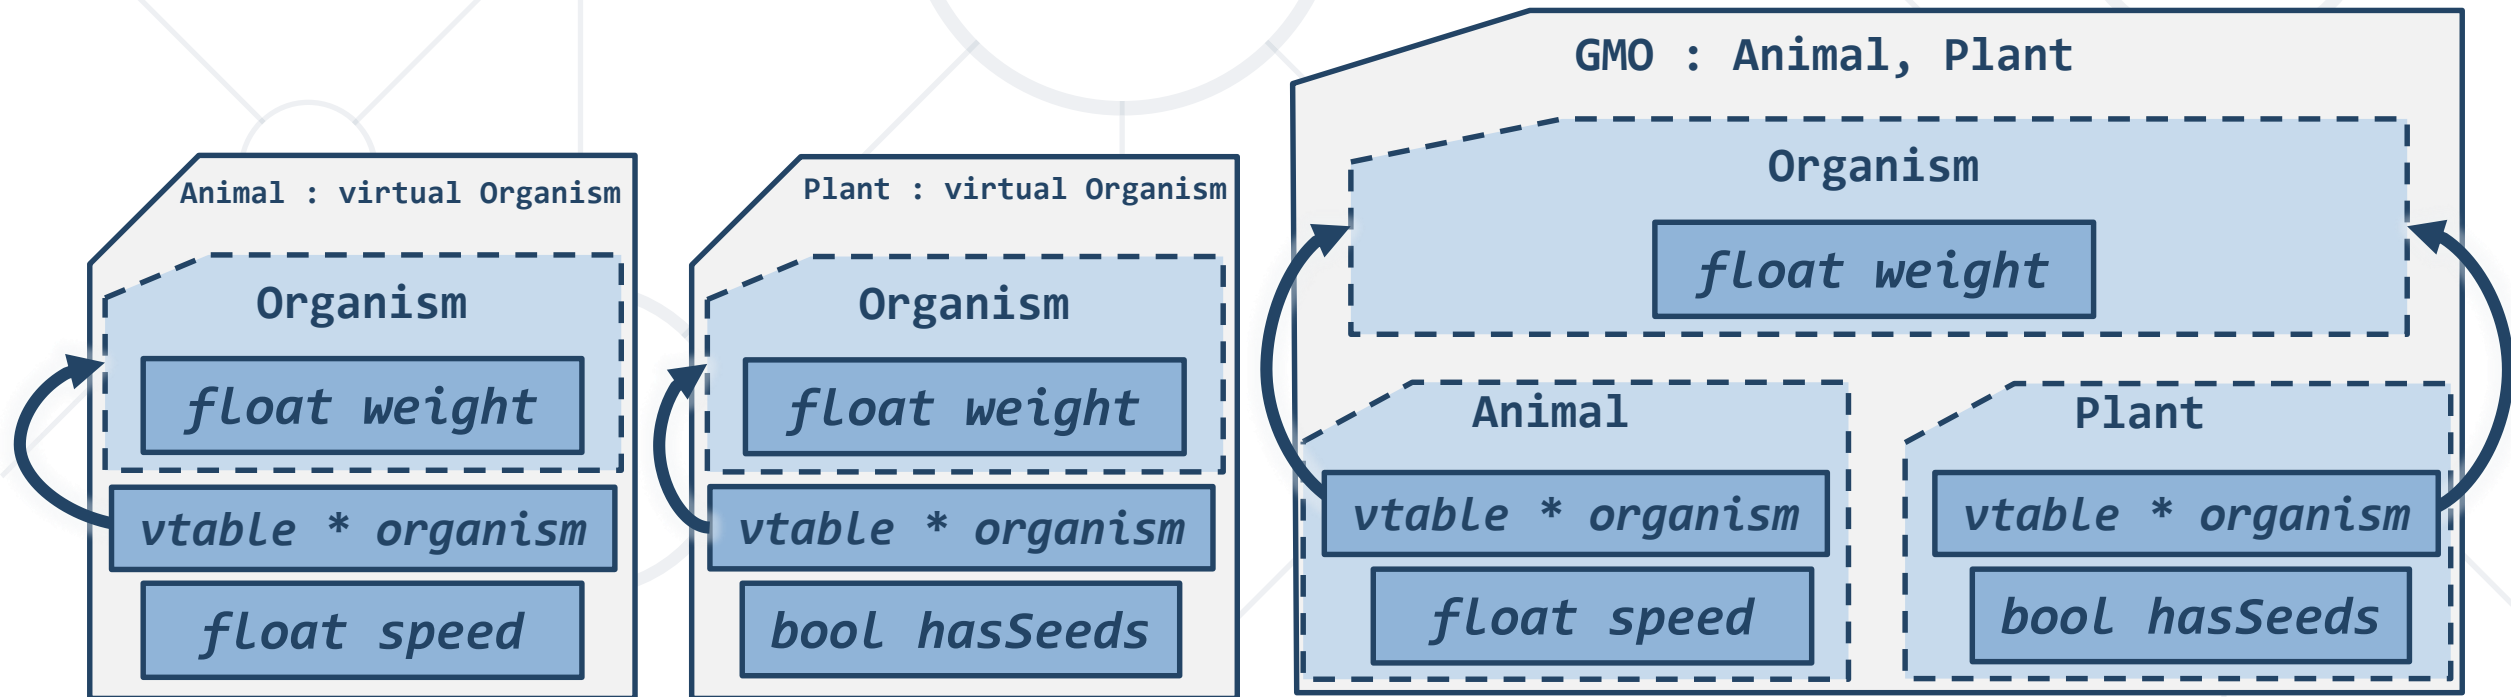 Animal : virtual Organism
Organism
float weight
vtable * organism
float speed
Plant : virtual Organism
Organism
float weight
vtable * organism
bool hasSeeds
GMO : Animal, Plant
Organism
float weight
Animal
vtable * organism
float speed
Plant
vtable * organism
bool hasSeeds